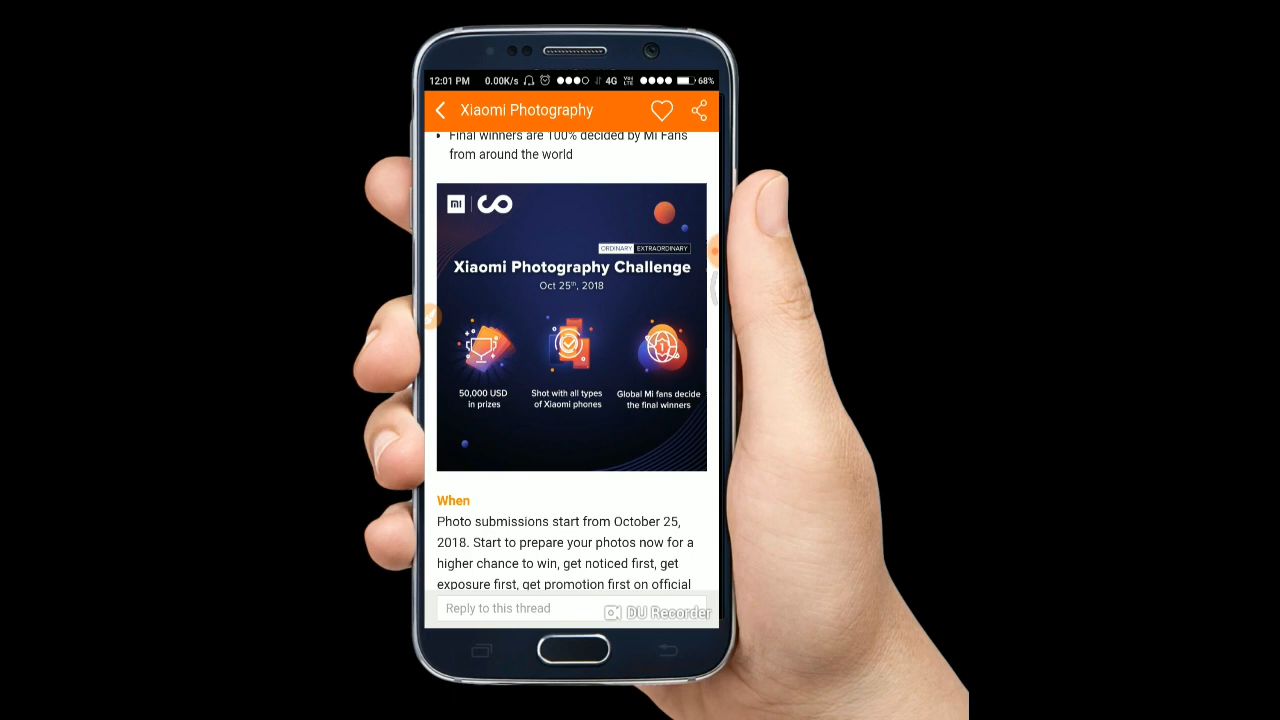 12:01 PM 0.00K/s 4G VoLTE 68%
Xiaomi Photography
Final winners are 100% decided by Mi Fans
from around the world
mi
ORDINARY EXTRAORDINARY
Xiaomi Photography Challenge
Oct 25th, 2018
50,000 USD
in prizes
Shot with all types
of Xiaomi phones
Global Mi fans decide
the final winners
When
Photo submissions start from October 25,
2018. Start to prepare your photos now for a
higher chance to win, get noticed first, get
exposure first, get promotion first on official
Reply to this thread
DU Recorder